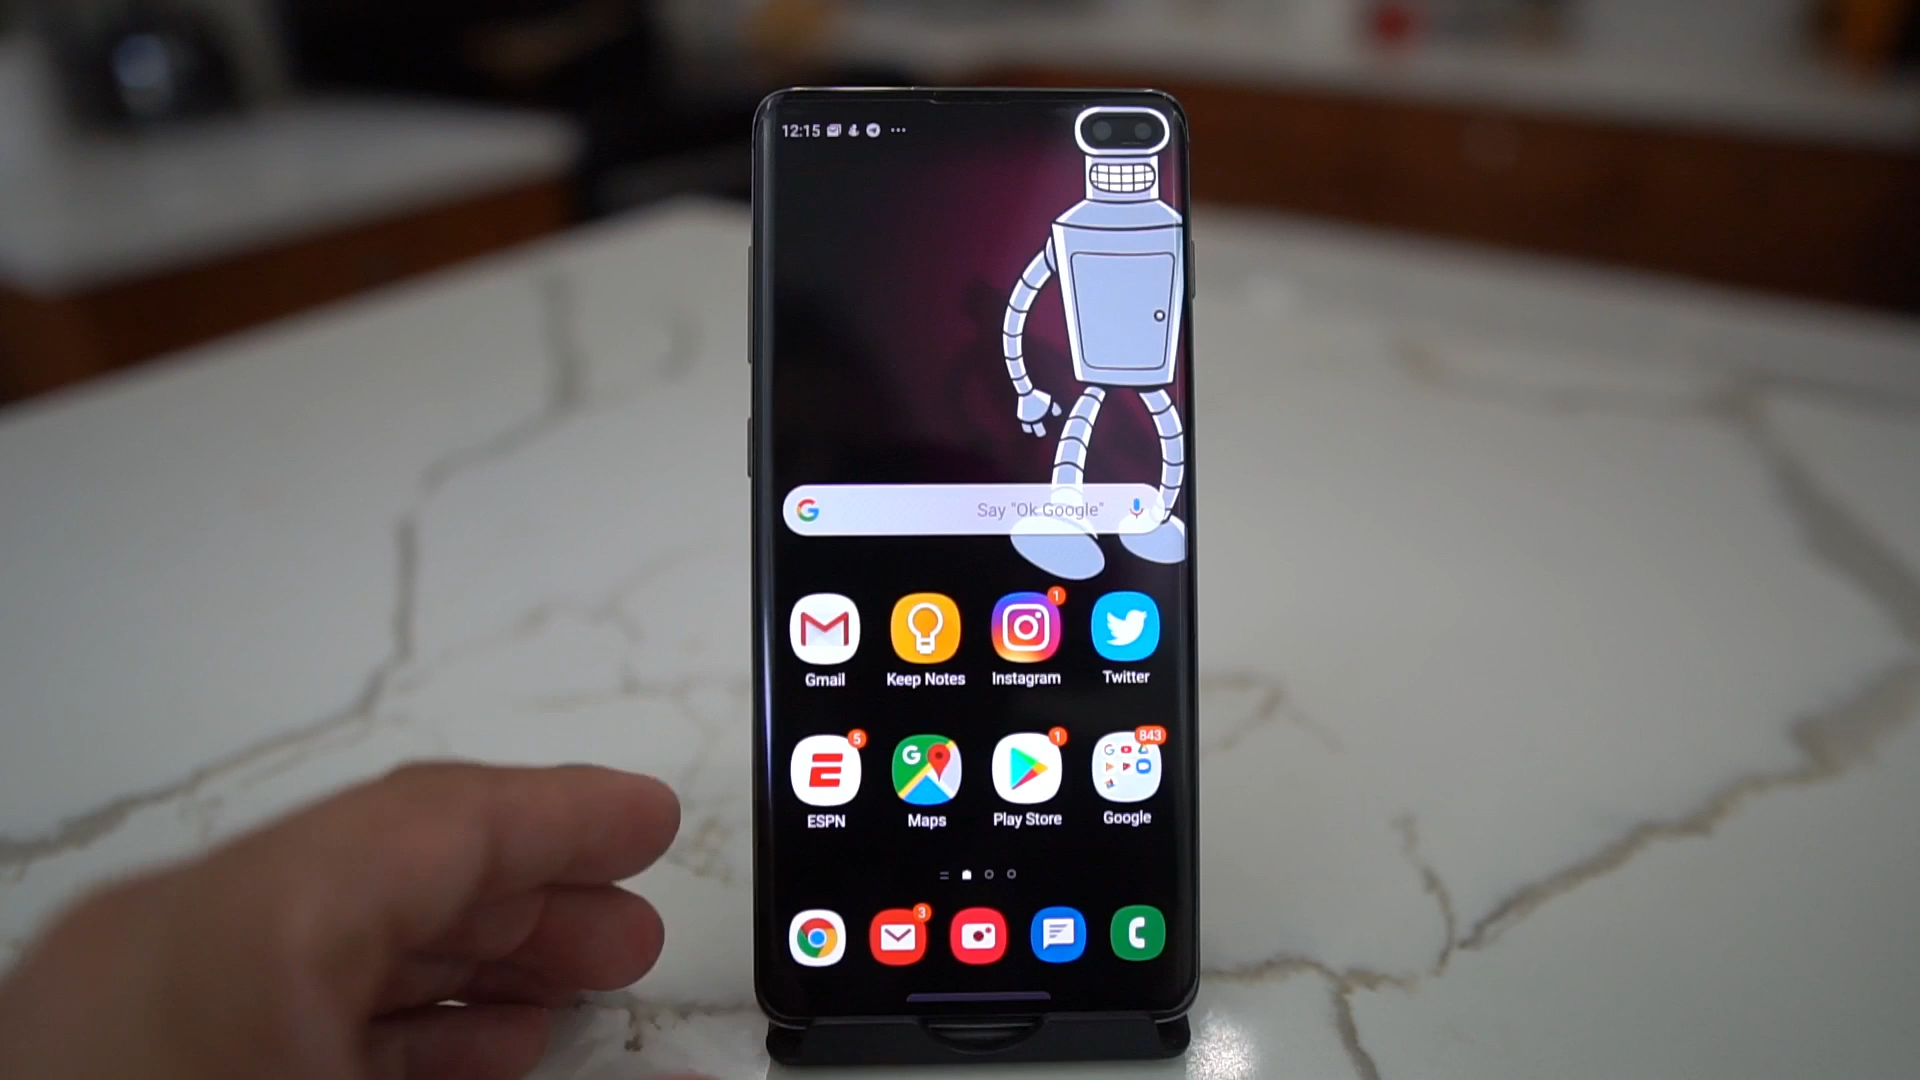 12:15
Say "Ok Google"
1
Gmail Keep Notes Instagram Twitter
5 1 843
ESPN Maps Play Store Google
3